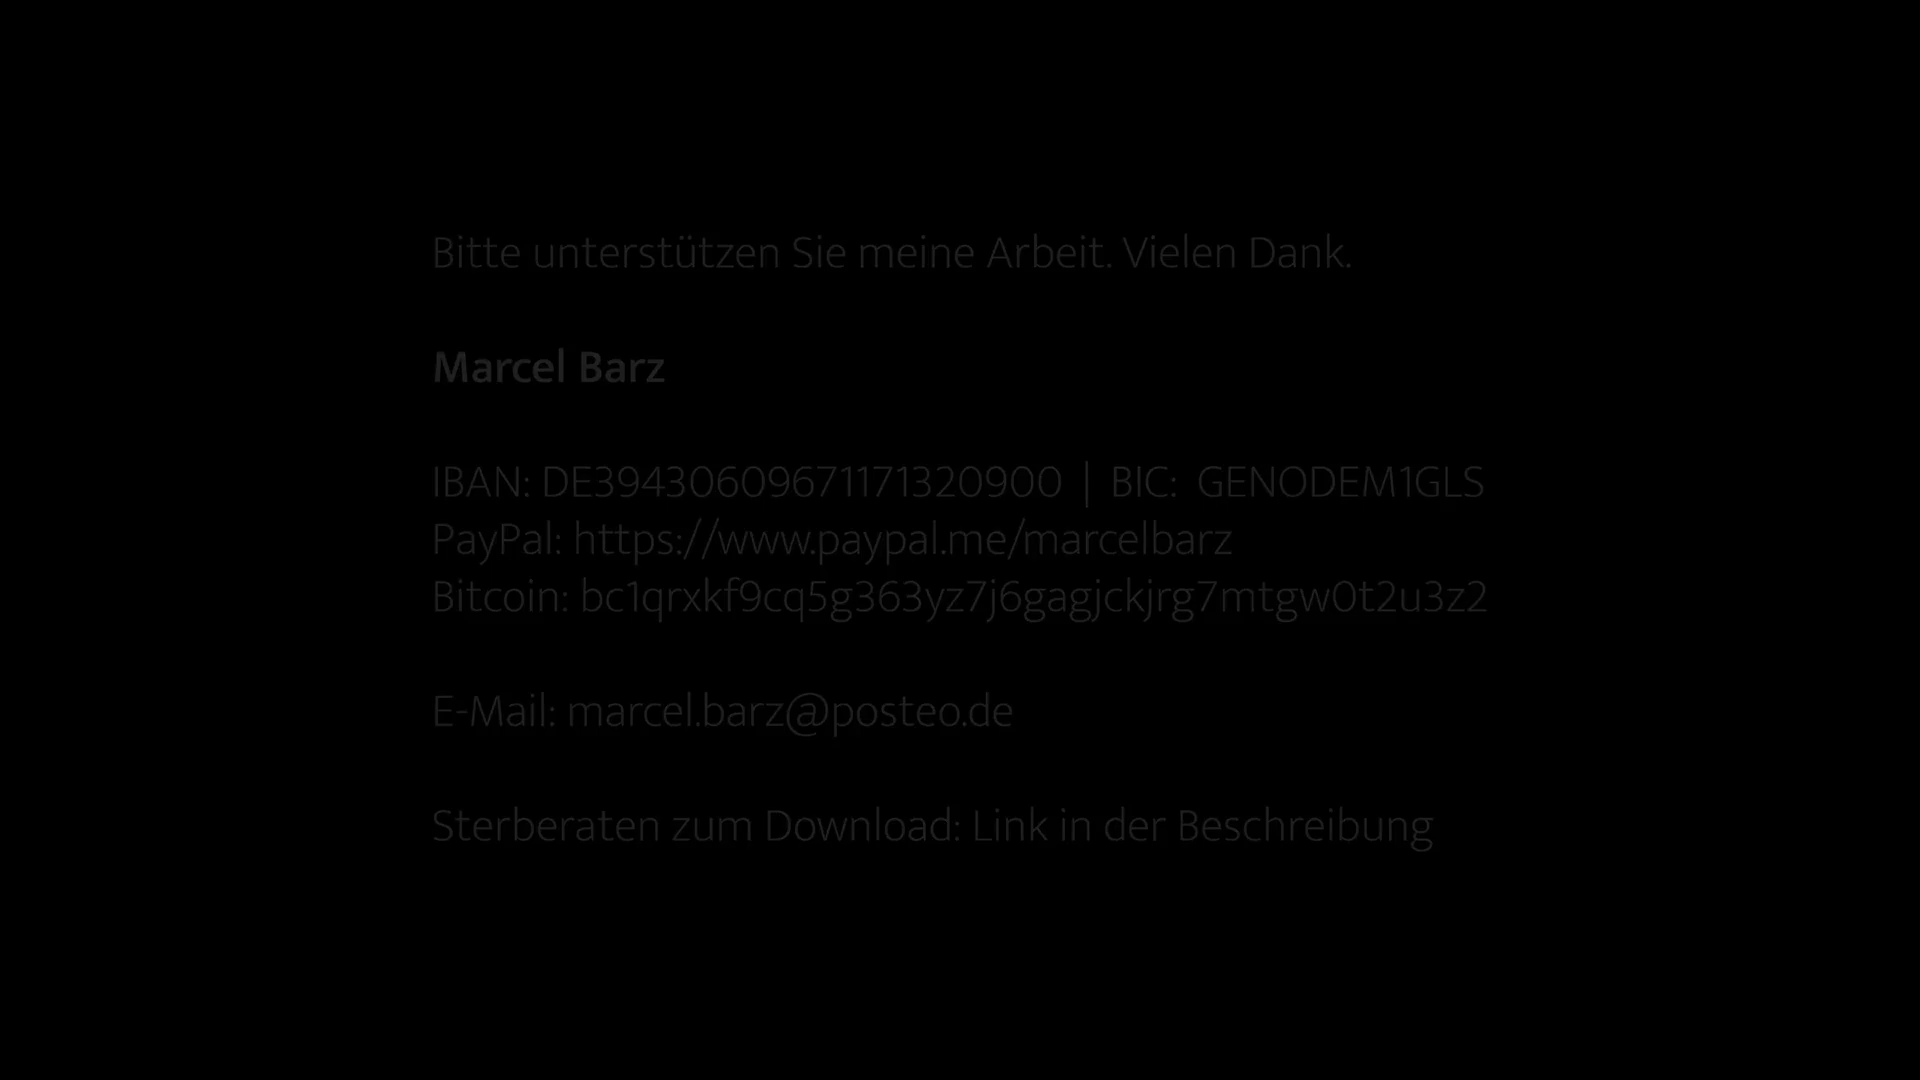 Bitte unterstützen Sie meine Arbeit. Vielen Dank.
Marcel Barz
IBAN: DE39430609671171320900 | BIC: GENODEM1GLS
PayPal: https://www.paypal.me/marcelbarz
Bitcoin: bc1qrxkf9cq5g363yz7j6gagjckjrg7mtgw0t2u3z2
E-Mail: marcel.barz@posteo.de
Sterberaten zum Download: Link in der Beschreibung